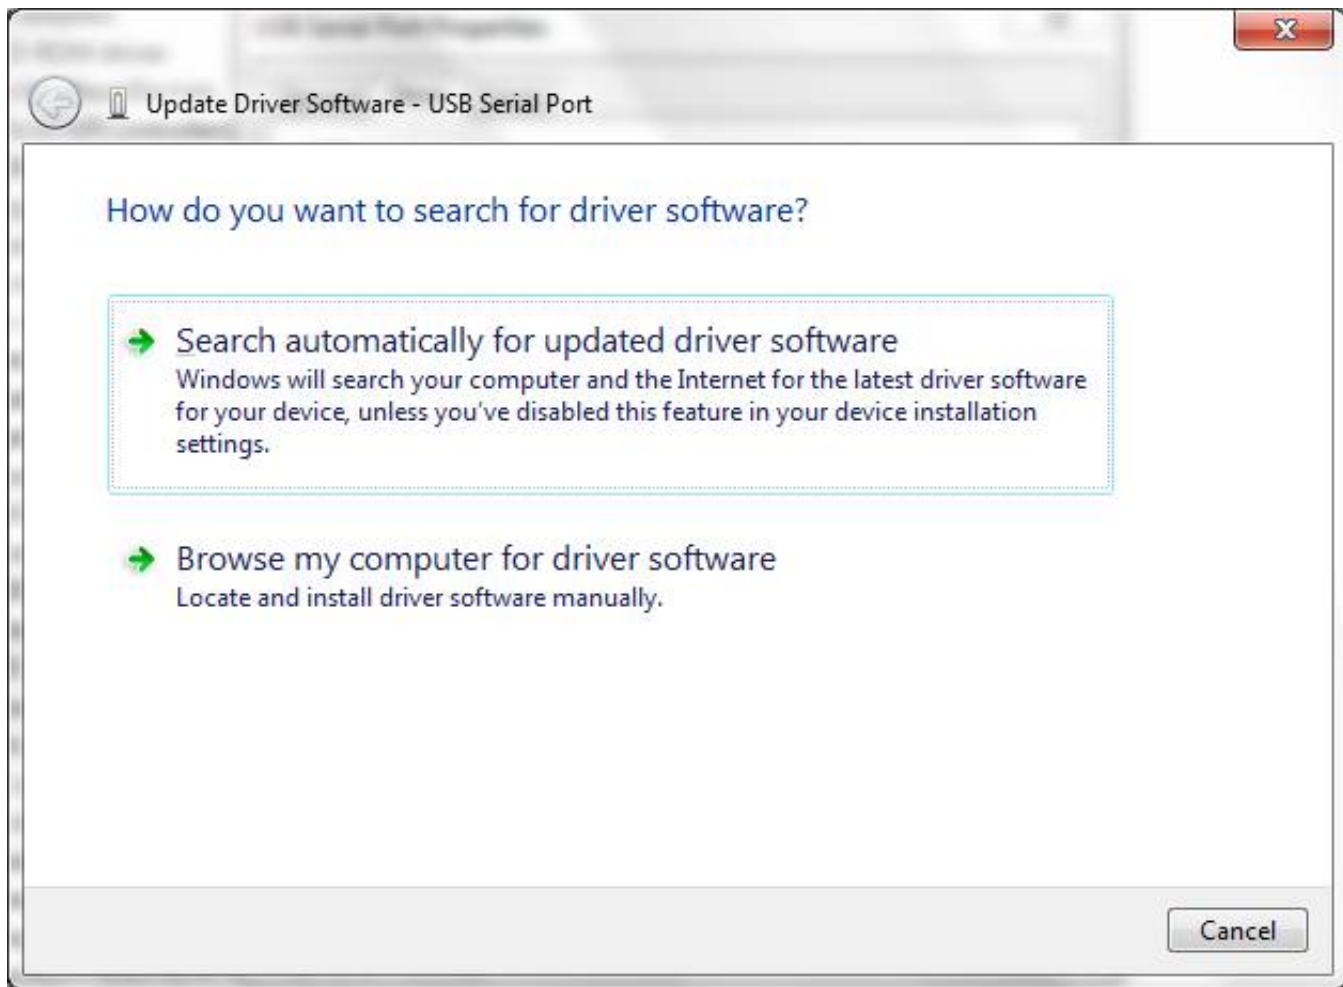 Update Driver Software - USB Serial Port
How do you want to search for driver software?
Search automatically for updated driver software
Windows will search your computer and the Internet for the latest driver software
for your device, unless you've disabled this feature in your device installation
settings.
Browse my computer for driver software
Locate and install driver software manually.
Cancel